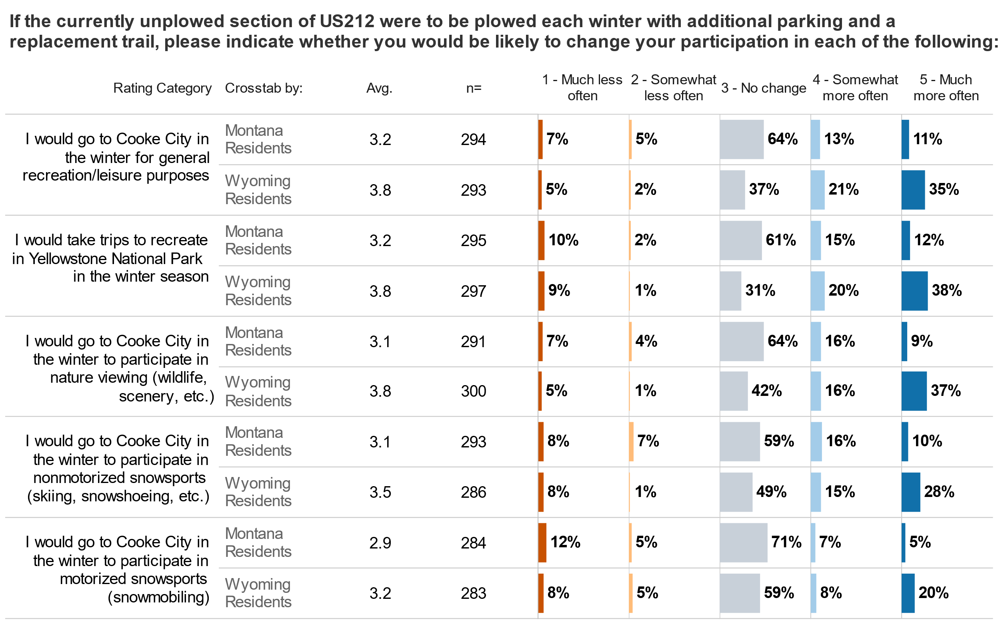 If the currently unplowed section of US212 were to be plowed each winter with additional parking and a
replacement trail, please indicate whether you would be likely to change your participation in each of the following:
Rating Category Crosstab by: Avg. n= 1 - Much less often 2 - Somewhat less often 3 - No change 4 - Somewhat more often 5 - Much more often
I would go to Cooke City in
the winter for general
recreation/leisure purposes
Montana
Residents
3.2 294 7% 5% 64% 13% 11%
Wyoming
Residents
3.8 293 5% 2% 37% 21% 35%
I would take trips to recreate
in Yellowstone National Park
in the winter season
Montana
Residents
3.2 295 10% 2% 61% 15% 12%
Wyoming
Residents
3.8 297 9% 1% 31% 20% 38%
I would go to Cooke City in
the winter to participate in
nature viewing (wildlife,
scenery, etc.)
Montana
Residents
3.1 291 7% 4% 64% 16% 9%
Wyoming
Residents
3.8 300 5% 1% 42% 16% 37%
I would go to Cooke City in
the winter to participate in
nonmotorized snowsports
(skiing, snowshoeing, etc.)
Montana
Residents
3.1 293 8% 7% 59% 16% 10%
Wyoming
Residents
3.5 286 8% 1% 49% 15% 28%
I would go to Cooke City in
the winter to participate in
motorized snowsports
(snowmobiling)
Montana
Residents
2.9 284 12% 5% 71% 7% 5%
Wyoming
Residents
3.2 283 8% 5% 59% 8% 20%